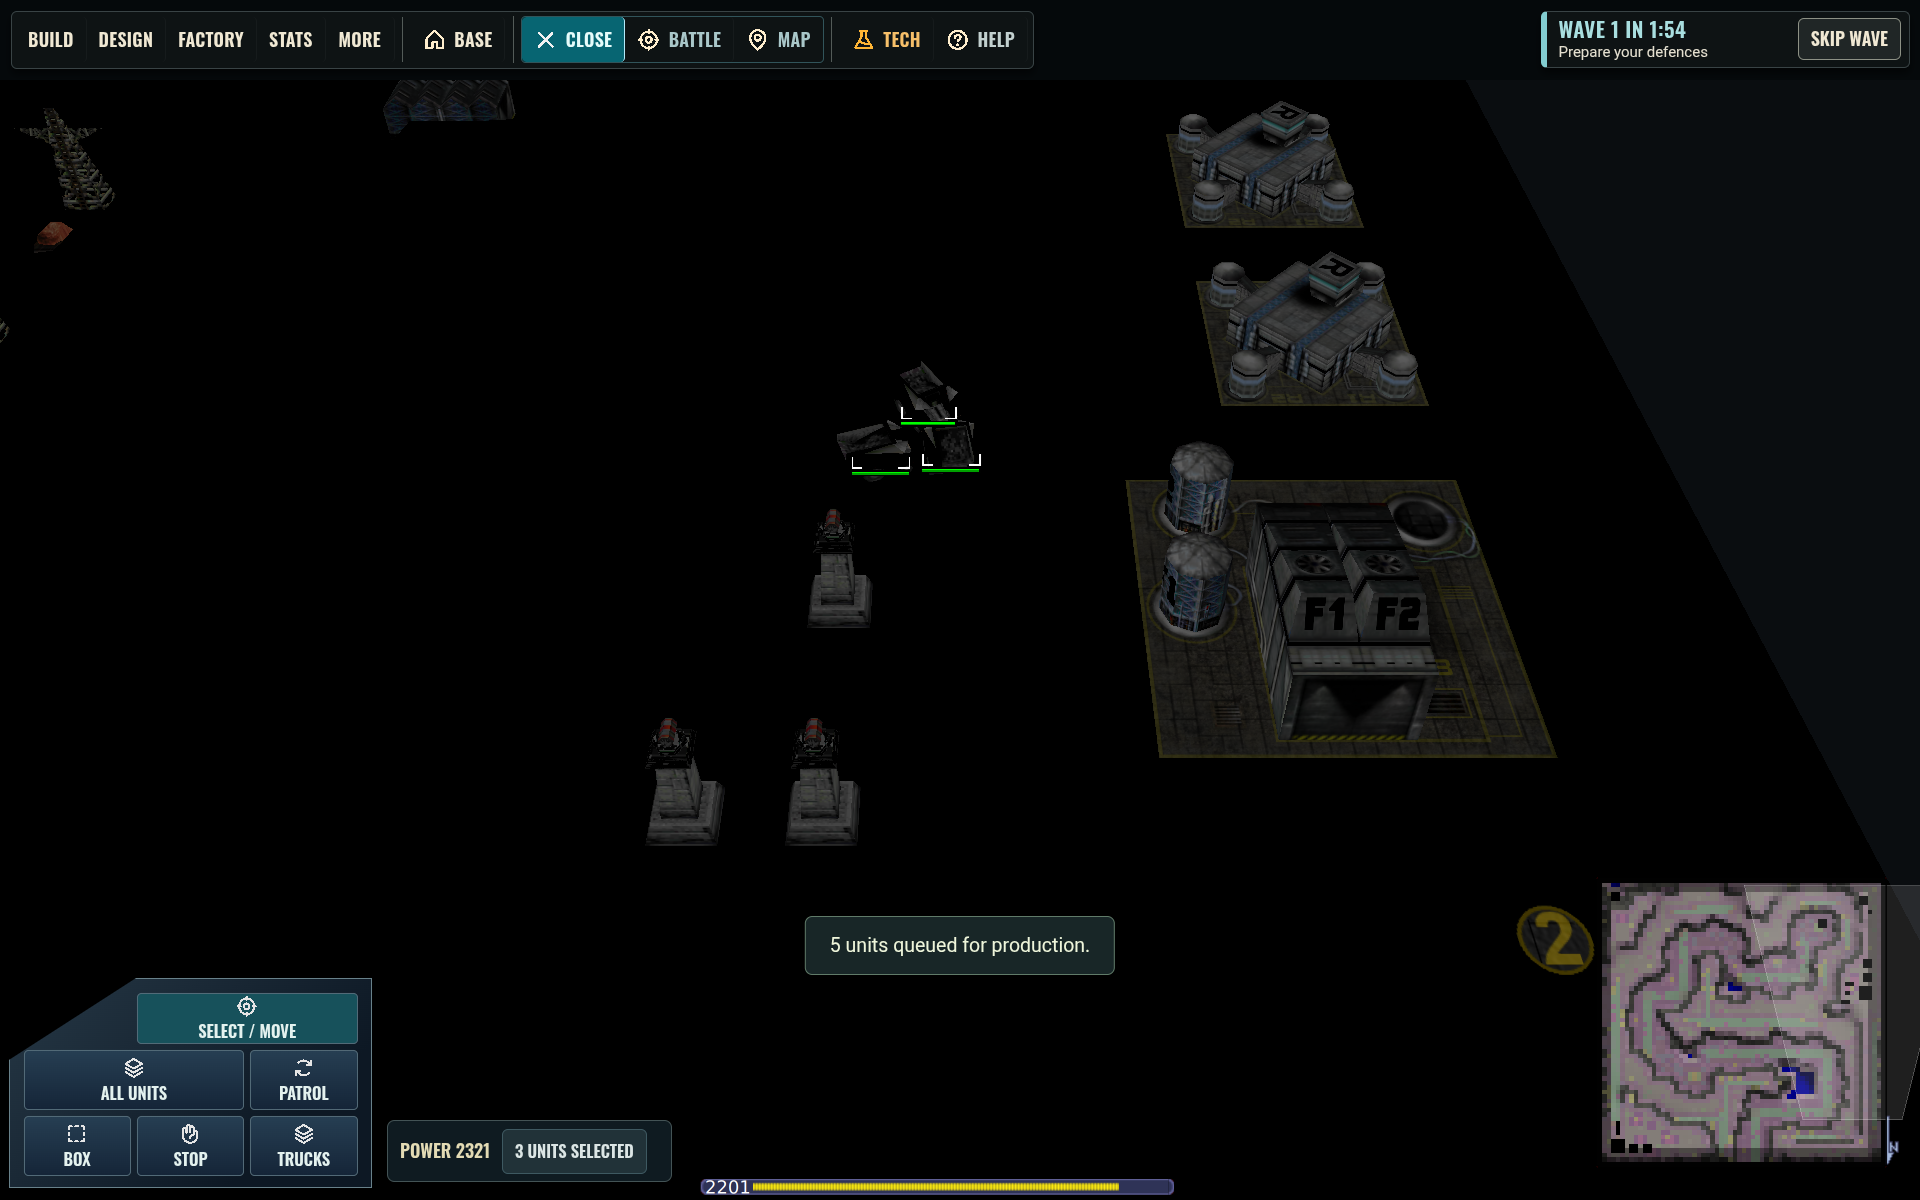 BUILD
DESIGN
FACTORY
STATS
MORE
BASE
CLOSE
BATTLE
MAP
TECH
HELP
WAVE 1 IN 1:54
Prepare your defences
SKIP WAVE
R
R
F1 F2
2
5 units queued for production.
SELECT / MOVE
ALL UNITS
PATROL
BOX
STOP
TRUCKS
POWER 2321
3 UNITS SELECTED
2201
N